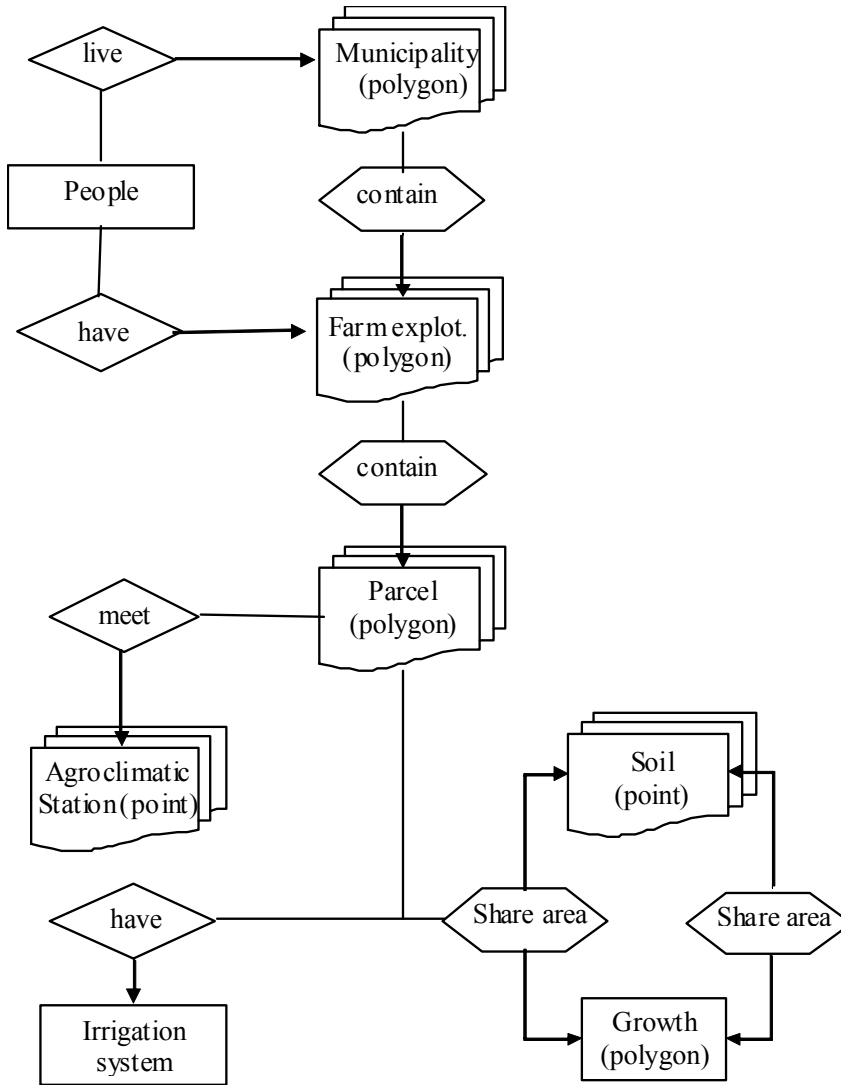 live
Municipality
(polygon)
People
contain
have
Farm explot.
(polygon)
contain
meet
Parcel
(polygon)
Agroclimatic
Station (point)
Soil
(point)
have
Share area
Share area
Irrigation
system
Growth
(polygon)